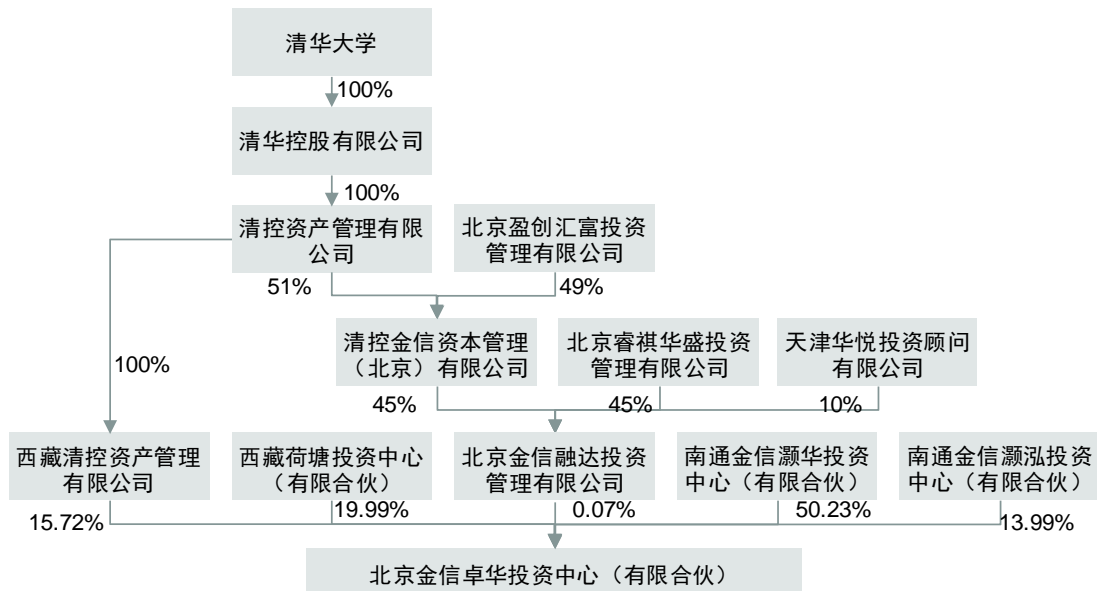 清华大学
100%
清华控股有限公司
100%
清控资产管理有限
公司
北京盈创汇富投资
管理有限公司
51%
49%
清控金信资本管理
（北京）有限公司
北京睿祺华盛投资
管理有限公司
天津华悦投资顾问
有限公司
100%
45%
45%
10%
西藏清控资产管理
有限公司
西藏荷塘投资中心
（有限合伙）
北京金信融达投资
管理有限公司
南通金信灏华投资
中心（有限合伙）
南通金信灏泓投资
中心（有限合伙）
15.72%
19.99%
0.07%
50.23%
13.99%
北京金信卓华投资中心（有限合伙）